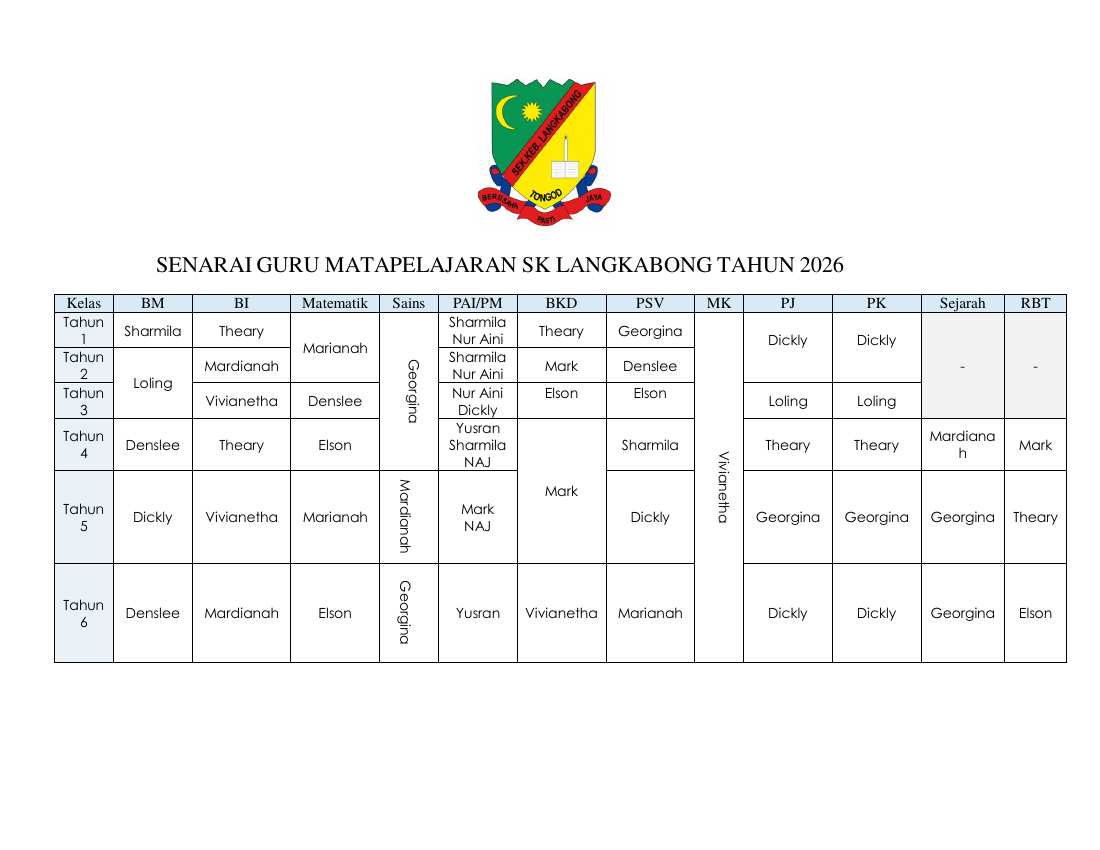 SEK.KEB. LANGKABONG
TONGOD
BERUSAHA PASTI JAYA
SENARAI GURU MATAPELAJARAN SK LANGKABONG TAHUN 2026
Kelas BM BI Matematik Sains PAI/PM BKD PSV MK PJ PK Sejarah RBT
Tahun
1
Sharmila
Theary
Marianah
Georgina
Sharmila
Nur Aini
Theary
Georgina
Vivianetha
Dickly
Dickly
-
-
Tahun
2
Loling
Mardianah
Sharmila
Nur Aini
Mark
Denslee
Tahun
3
Vivianetha
Denslee
Nur Aini
Dickly
Elson
Elson
Loling
Loling
Tahun
4
Denslee
Theary
Elson
Yusran
Sharmila
NAJ
Mark
Sharmila
Theary
Theary
Mardiana
h
Mark
Tahun
5
Dickly
Vivianetha
Marianah
Mardianah
Mark
NAJ
Dickly
Georgina
Georgina
Georgina
Theary
Tahun
6
Denslee
Mardianah
Elson
Georgina
Yusran
Vivianetha
Marianah
Dickly
Dickly
Georgina
Elson